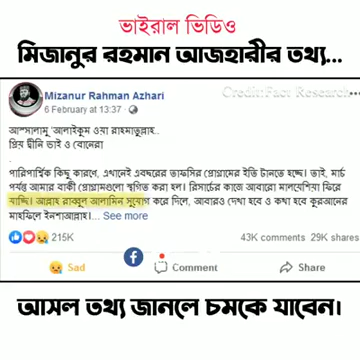 ভাইরাল ভিডিও
মিজানুর রহমান আজহারীর তথ্য...
Mizanur Rahman Azhari
Credit:Fact Research
6 February at 13:37
আস্সালামু 'আলাইকুম ওয়া রাহমাতুল্লাহ..
প্রিয় দ্বীনি ভাই ও বোনেরা
.
পারিপার্শ্বিক কিছু কারণে, এখানেই এবছরের তাফসির প্রোগ্রামের ইতি টানতে হচ্ছে। তাই, মার্চ
পর্যন্ত আমার বাকী প্রোগ্রামগুলো স্থগিত করা হল। রিসার্চের কাজে আবারো মালয়েশিয়া ফিরে
যাচ্ছি। আল্লাহ রাব্বুল আলামিন সুযোগ করে দিলে, আবারও দেখা হবে ও কথা হবে কুরআনের
মাহফিলে ইনশাআল্লাহ।... See more
215K 43K comments 29K shares
Sad Comment Share
আসল তথ্য জানলে চমকে যাবেন।